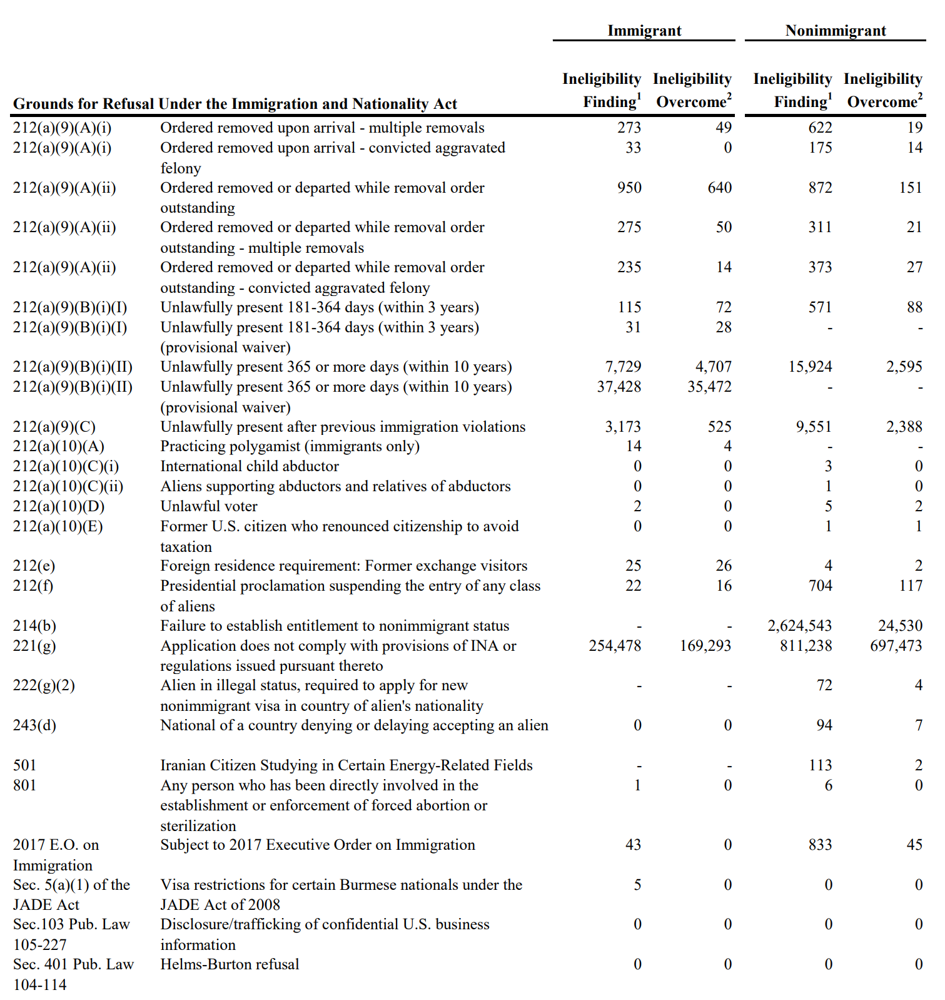 Immigrant Nonimmigrant
Ineligibility Ineligibility Ineligibility Ineligibility
Grounds for Refusal Under the Immigration and Nationality Act Finding1 Overcome2 Finding1 Overcome2
212(a)(9)(A)(i) Ordered removed upon arrival - multiple removals 273 49 622 19
212(a)(9)(A)(i) Ordered removed upon arrival - convicted aggravated 33 0 175 14
felony
212(a)(9)(A)(ii) Ordered removed or departed while removal order 950 640 872 151
outstanding
212(a)(9)(A)(ii) Ordered removed or departed while removal order 275 50 311 21
outstanding - multiple removals
212(a)(9)(A)(ii) Ordered removed or departed while removal order 235 14 373 27
outstanding - convicted aggravated felony
212(a)(9)(B)(i)(I) Unlawfully present 181-364 days (within 3 years) 115 72 571 88
212(a)(9)(B)(i)(I) Unlawfully present 181-364 days (within 3 years) 31 28 - -
(provisional waiver)
212(a)(9)(B)(i)(II) Unlawfully present 365 or more days (within 10 years) 7,729 4,707 15,924 2,595
212(a)(9)(B)(i)(II) Unlawfully present 365 or more days (within 10 years) 37,428 35,472 - -
(provisional waiver)
212(a)(9)(C) Unlawfully present after previous immigration violations 3,173 525 9,551 2,388
212(a)(10)(A) Practicing polygamist (immigrants only) 14 4 - -
212(a)(10)(C)(i) International child abductor 0 0 3 0
212(a)(10)(C)(ii) Aliens supporting abductors and relatives of abductors 0 0 1 0
212(a)(10)(D) Unlawful voter 2 0 5 2
212(a)(10)(E) Former U.S. citizen who renounced citizenship to avoid 0 0 1 1
taxation
212(e) Foreign residence requirement: Former exchange visitors 25 26 4 2
212(f) Presidential proclamation suspending the entry of any class 22 16 704 117
of aliens
214(b) Failure to establish entitlement to nonimmigrant status - - 2,624,543 24,530
221(g) Application does not comply with provisions of INA or 254,478 169,293 811,238 697,473
regulations issued pursuant thereto
222(g)(2) Alien in illegal status, required to apply for new - - 72 4
nonimmigrant visa in country of alien's nationality
243(d) National of a country denying or delaying accepting an alien 0 0 94 7
501 Iranian Citizen Studying in Certain Energy-Related Fields - - 113 2
801 Any person who has been directly involved in the 1 0 6 0
establishment or enforcement of forced abortion or
sterilization
2017 E.O. on Subject to 2017 Executive Order on Immigration 43 0 833 45
Immigration
Sec. 5(a)(1) of the Visa restrictions for certain Burmese nationals under the 5 0 0 0
JADE Act JADE Act of 2008
Sec.103 Pub. Law Disclosure/trafficking of confidential U.S. business 0 0 0 0
105-227 information
Sec. 401 Pub. Law Helms-Burton refusal 0 0 0 0
104-114